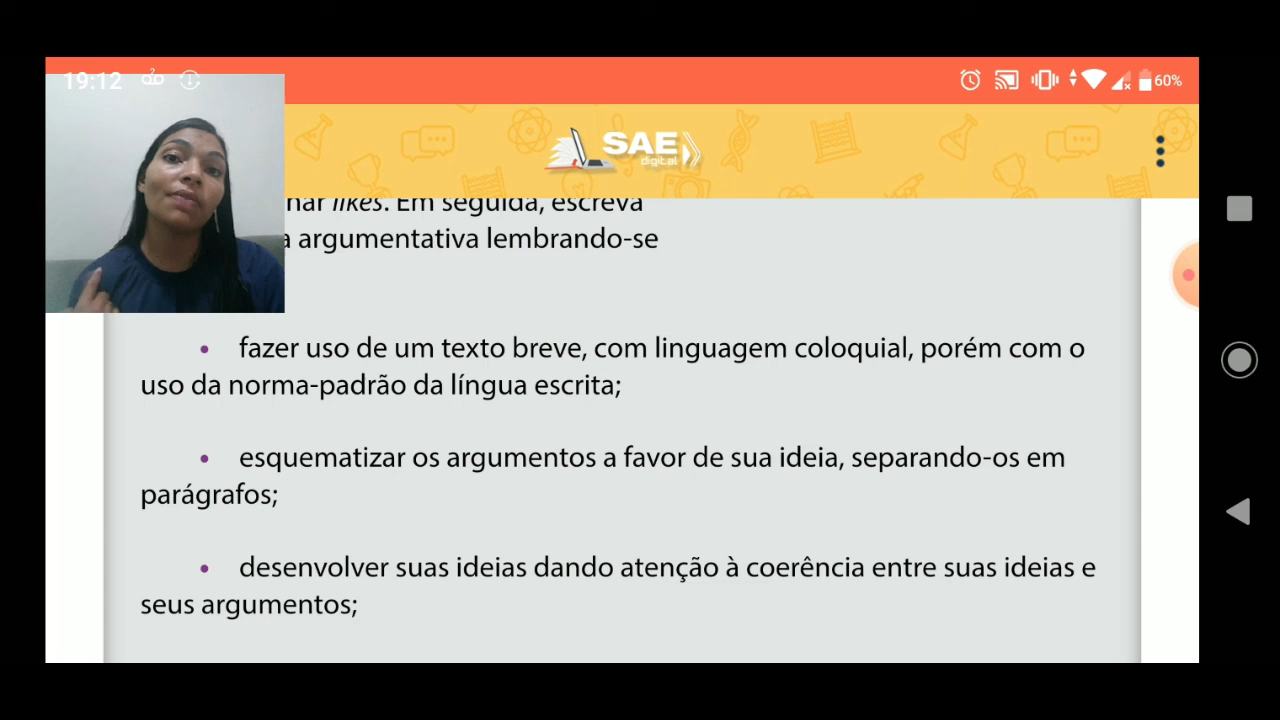 19:12
60%
SAE
digital
nar likes. Em seguida, escreva
a argumentativa lembrando-se
• fazer uso de um texto breve, com linguagem coloquial, porém com o
uso da norma-padrão da língua escrita;
• esquematizar os argumentos a favor de sua ideia, separando-os em
parágrafos;
• desenvolver suas ideias dando atenção à coerência entre suas ideias e
seus argumentos;